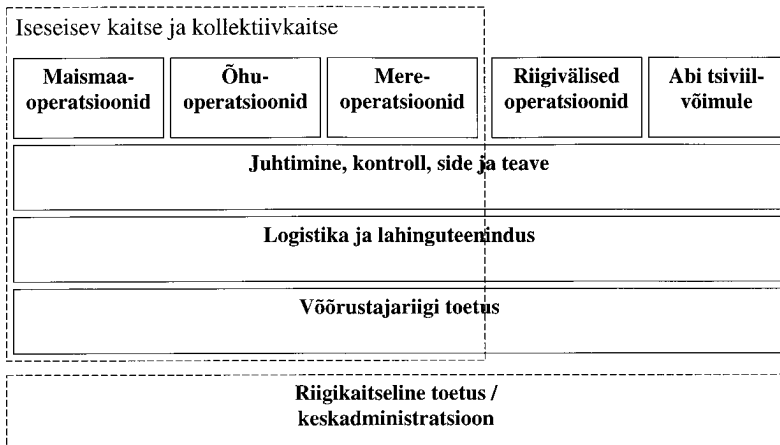 Iseseisev kaitse ja kollektiivkaitse
Maismaa-
operatsioonid
Õhu-
operatsioonid
Mere-
operatsioonid
Riigivälised
operatsioonid
Abi tsiviil-
võimule
Juhtimine, kontroll, side ja teave
Logistika ja lahinguteenindus
Võõrustajariigi toetus
Riigikaitseline toetus /
keskadministratsioon